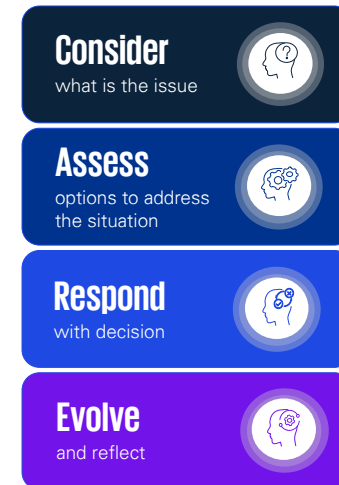 Consider
what is the issue
Assess
options to address
the situation
Respond
with decision
Evolve
and reflect